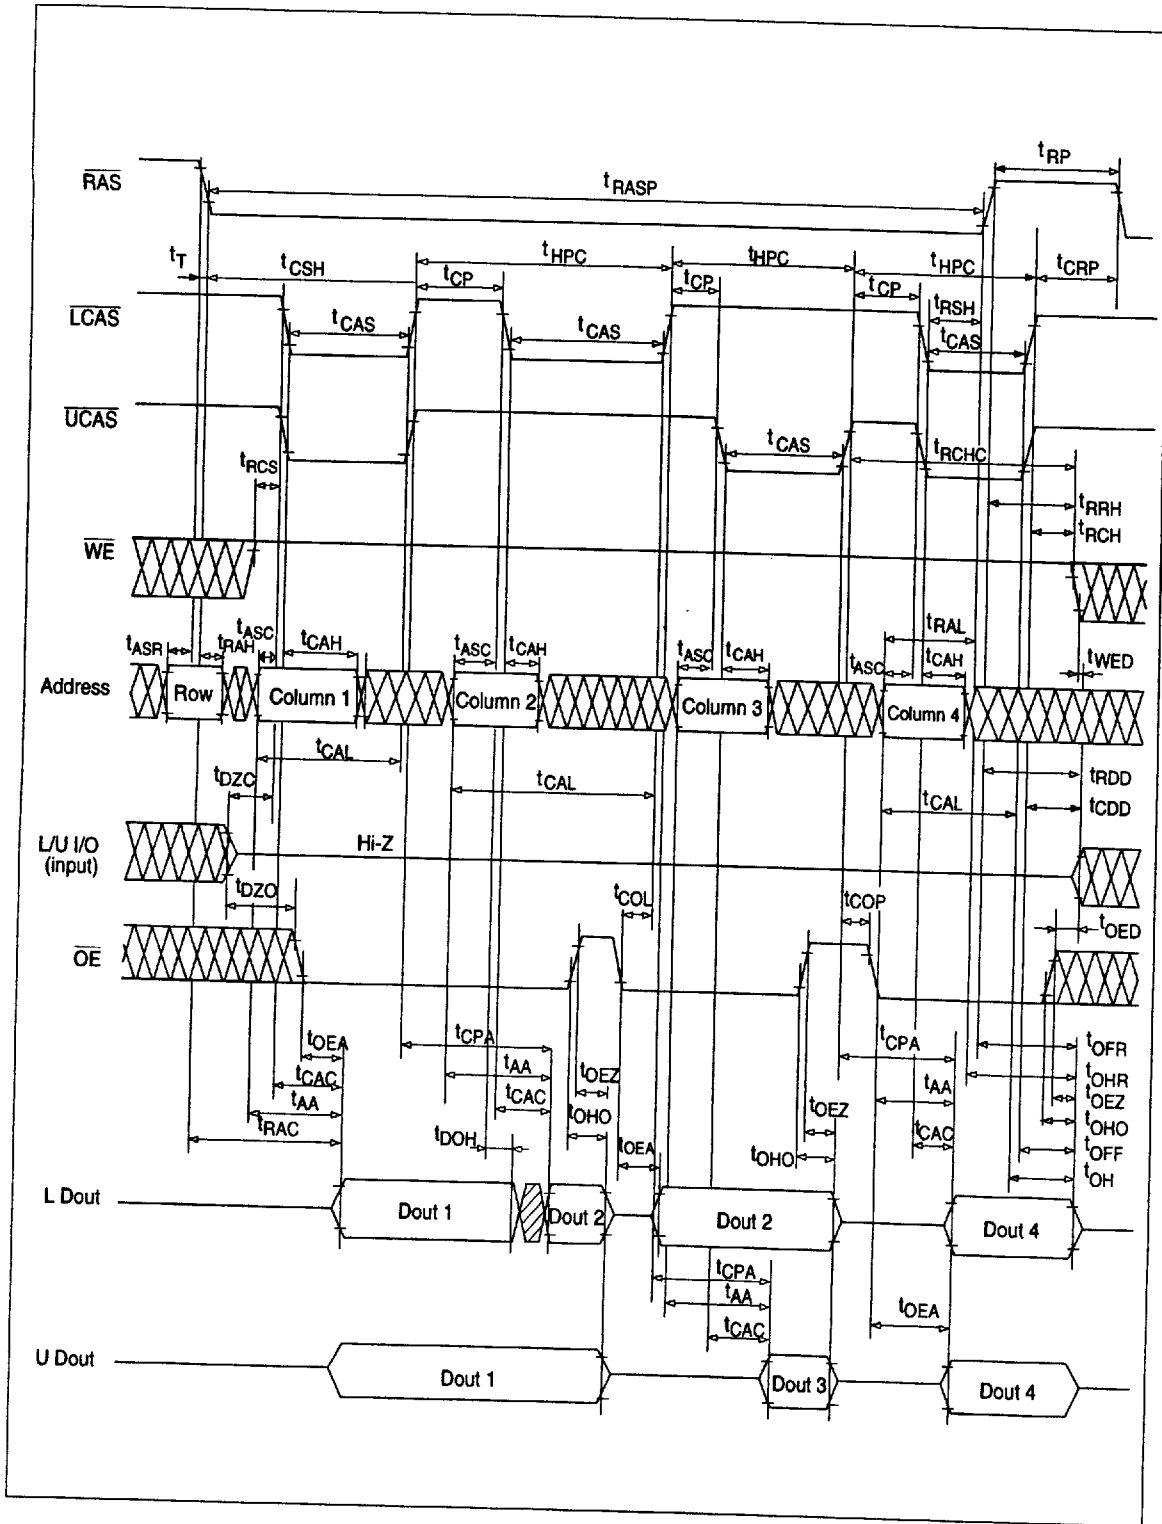 RAS
tRP
tRASP
tT
tCSH
tHPC
tHPC
tHPC
tCRP
tCP
tCP
tCP
tRSH
LCAS
tCAS
tCAS
tCAS
UCAS
tCAS
tRCHC
tRCS
tRRH
tRCH
WE
tASR
tRAH
tASC
tCAH
tASC
tCAH
tASC
tCAH
tRAL
tASC
tCAH
tWED
Address
Row
Column 1
Column 2
Column 3
Column 4
tCAL
tDZC
tCAL
tCAL
tRDD
tCDD
L/U I/O
(input)
Hi-Z
tDZO
tCOL
tCOP
tOED
OE
tOEA
tCAC
tAA
tRAC
tCPA
tAA
tCAC
tDOH
tOEZ
tOHO
tOEA
tOEZ
tOHO
tCPA
tAA
tCAC
tOFR
tOHR
tOEZ
tOHO
tOFF
tOH
L Dout
Dout 1
Dout 2
Dout 2
Dout 4
tCPA
tAA
tCAC
tOEA
U Dout
Dout 1
Dout 3
Dout 4